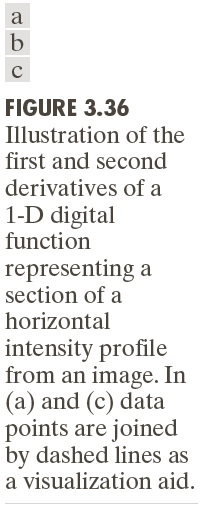 a
b
c
FIGURE 3.36
Illustration of the
first and second
derivatives of a
1-D digital
function
representing a
section of a
horizontal
intensity profile
from an image. In
(a) and (c) data
points are joined
by dashed lines as
a visualization aid.